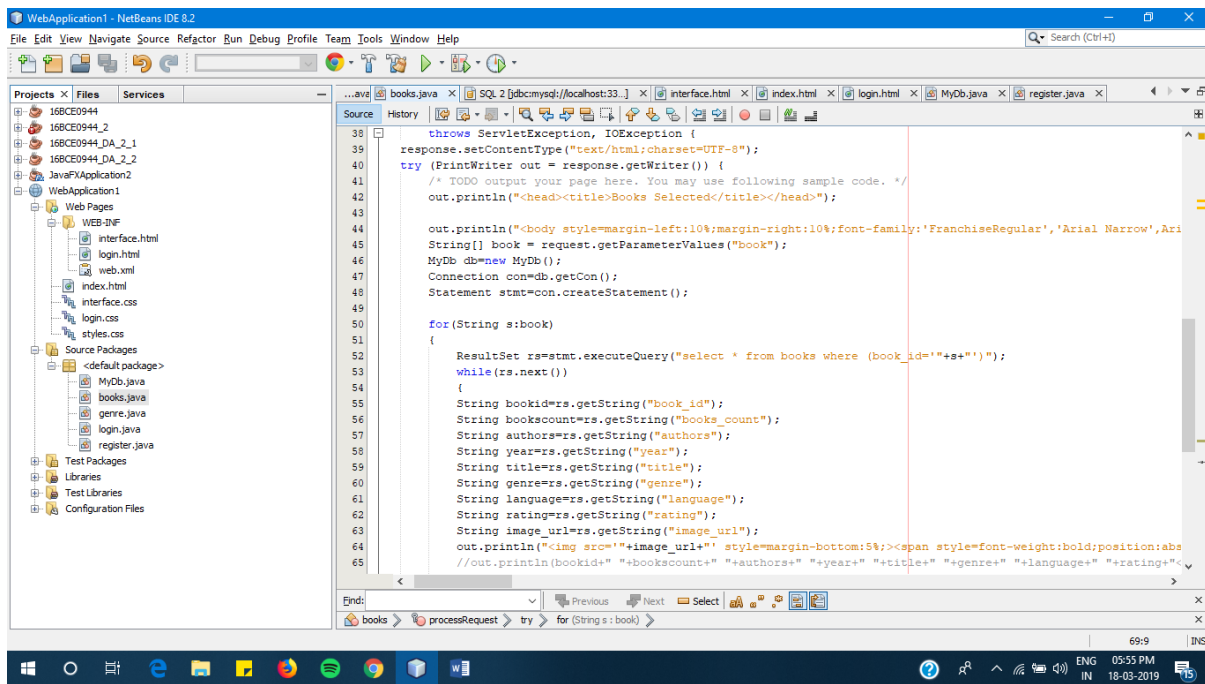 WebApplication1 - NetBeans IDE 8.2
File Edit View Navigate Source Refactor Run Debug Profile Team Tools Window Help
Search (Ctrl+I)
Projects Files Services
16BCE0944
16BCE0944_2
16BCE0944_DA_2_1
16BCE0944_DA_2_2
JavaFXApplication2
WebApplication1
Web Pages
WEB-INF
interface.html
login.html
web.xml
index.html
interface.css
login.css
styles.css
Source Packages
<default package>
MyDb.java
books.java
genre.java
login.java
register.java
Test Packages
Libraries
Test Libraries
Configuration Files
...ava books.java SQL 2 [jdbc:mysql://localhost:33...] interface.html index.html login.html MyDb.java register.java
Source History
38 throws ServletException, IOException {
39 response.setContentType("text/html;charset=UTF-8");
40 try (PrintWriter out = response.getWriter()) {
41 /* TODO output your page here. You may use following sample code. */
42 out.println("<head><title>Books Selected</title></head>");
43
44 out.println("<body style=margin-left:10%;margin-right:10%;font-family:'FranchiseRegular','Arial Narrow',Ari
45 String[] book = request.getParameterValues("book");
46 MyDb db=new MyDb();
47 Connection con=db.getCon();
48 Statement stmt=con.createStatement();
49
50 for(String s:book)
51 {
52 ResultSet rs=stmt.executeQuery("select * from books where (book_id='"+s+"')");
53 while(rs.next())
54 {
55 String bookid=rs.getString("book_id");
56 String bookscount=rs.getString("books_count");
57 String authors=rs.getString("authors");
58 String year=rs.getString("year");
59 String title=rs.getString("title");
60 String genre=rs.getString("genre");
61 String language=rs.getString("language");
62 String rating=rs.getString("rating");
63 String image_url=rs.getString("image_url");
64 out.println("<img src='"+image_url+"' style=margin-bottom:5%;><span style=font-weight:bold;position:abs
65 //out.println(bookid+" "+bookscount+" "+authors+" "+year+" "+title+" "+genre+" "+language+" "+rating+"<
Find: Previous Next Select
books processRequest try for (String s : book)
69:9 INS
ENG 05:55 PM
IN 18-03-2019
15